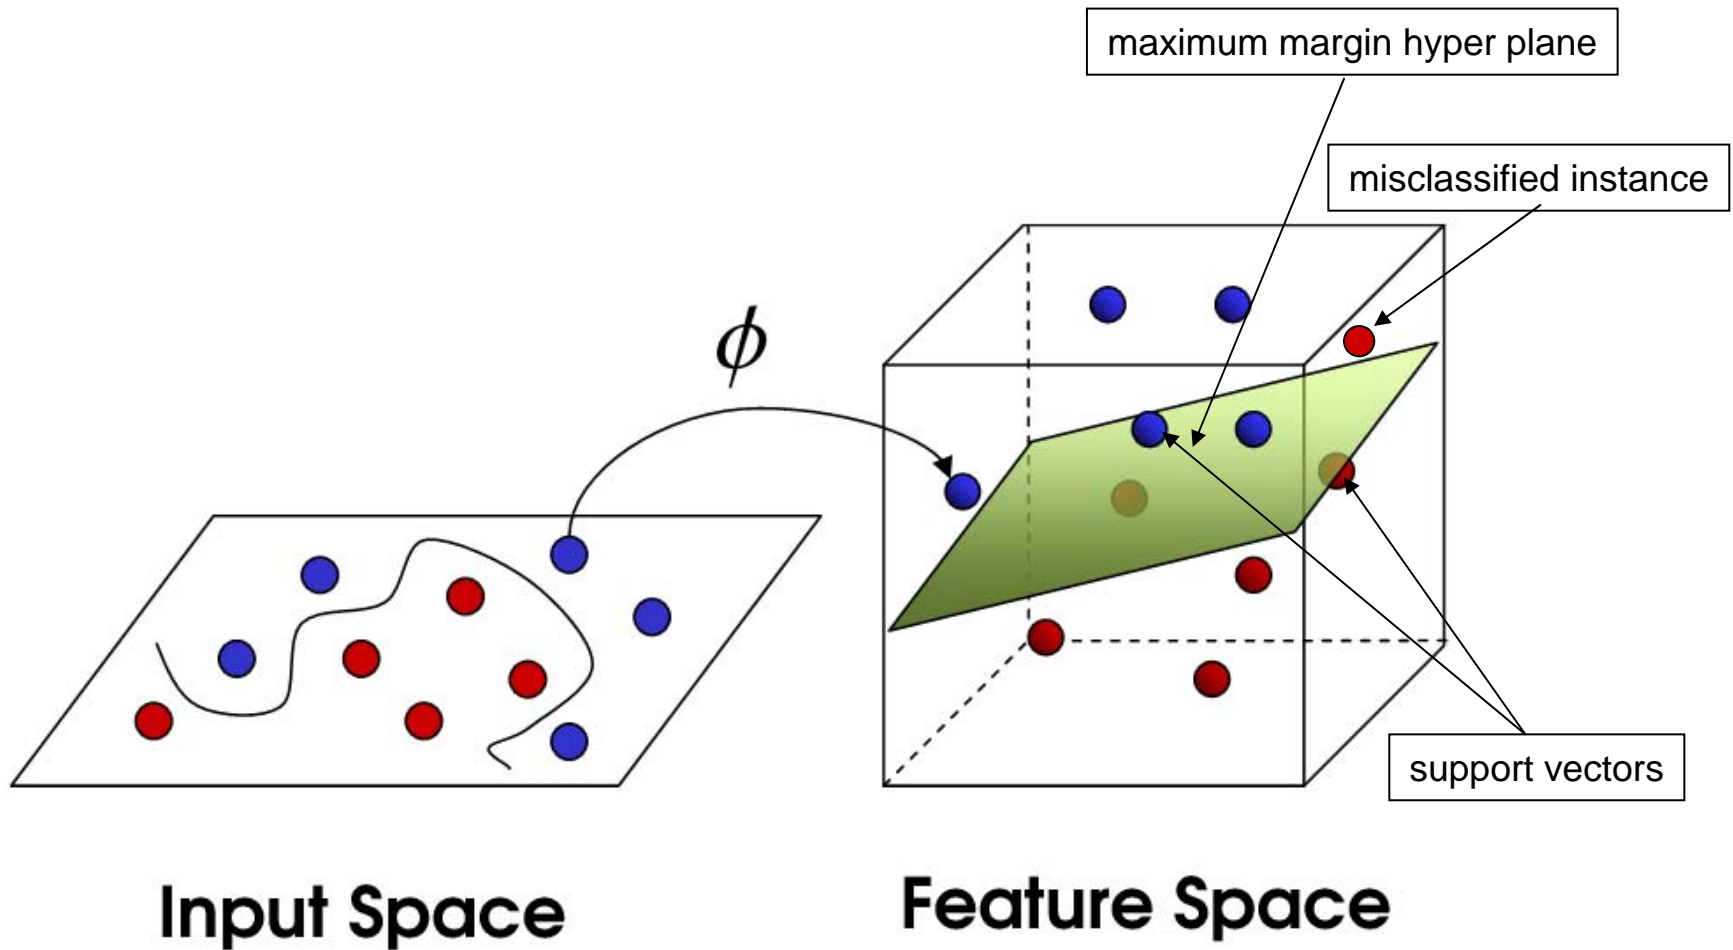 maximum margin hyper plane
misclassified instance
ϕ
support vectors
Input Space
Feature Space